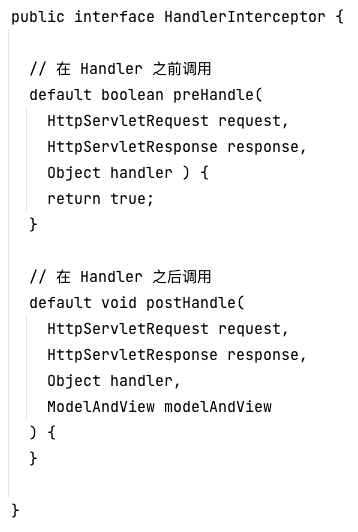 public interface HandlerInterceptor {
// 在 Handler 之前调用
default boolean preHandle(
HttpServletRequest request,
HttpServletResponse response,
Object handler ) {
return true;
}
// 在 Handler 之后调用
default void postHandle(
HttpServletRequest request,
HttpServletResponse response,
Object handler,
ModelAndView modelAndView
) {
}
}